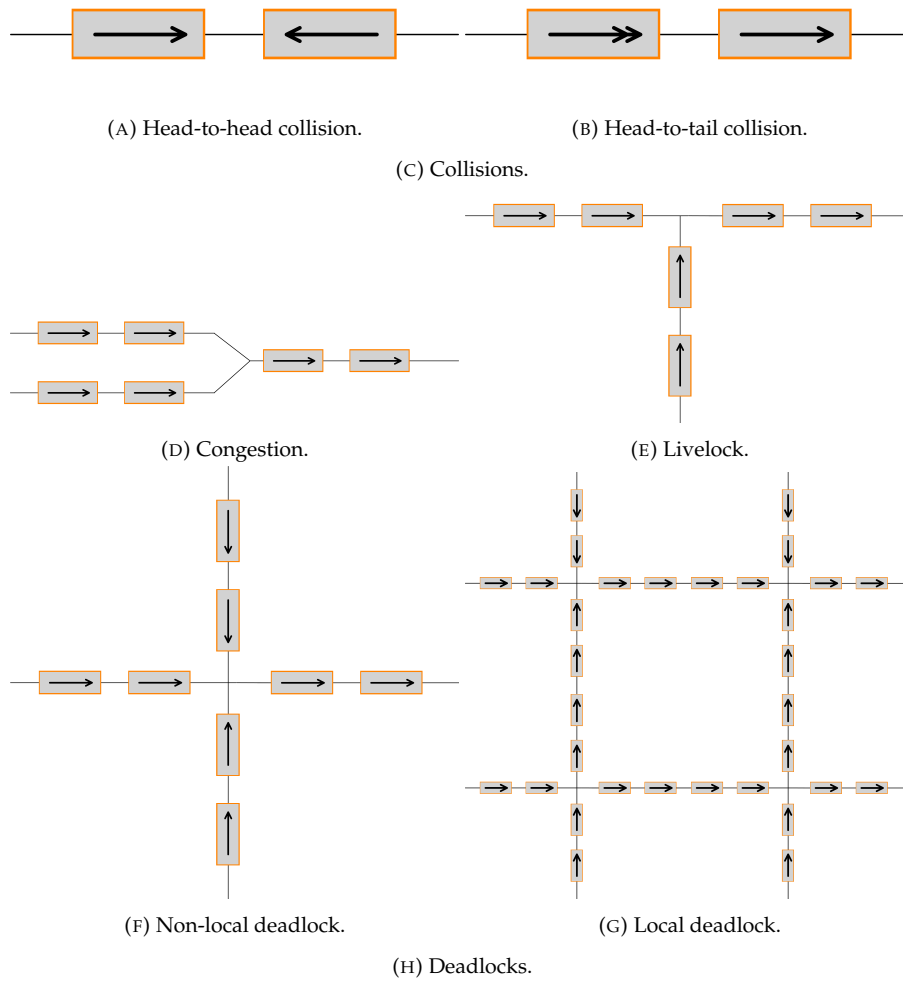 (A) Head-to-head collision.
(B) Head-to-tail collision.
(C) Collisions.
(D) Congestion.
(E) Livelock.
(F) Non-local deadlock.
(G) Local deadlock.
(H) Deadlocks.